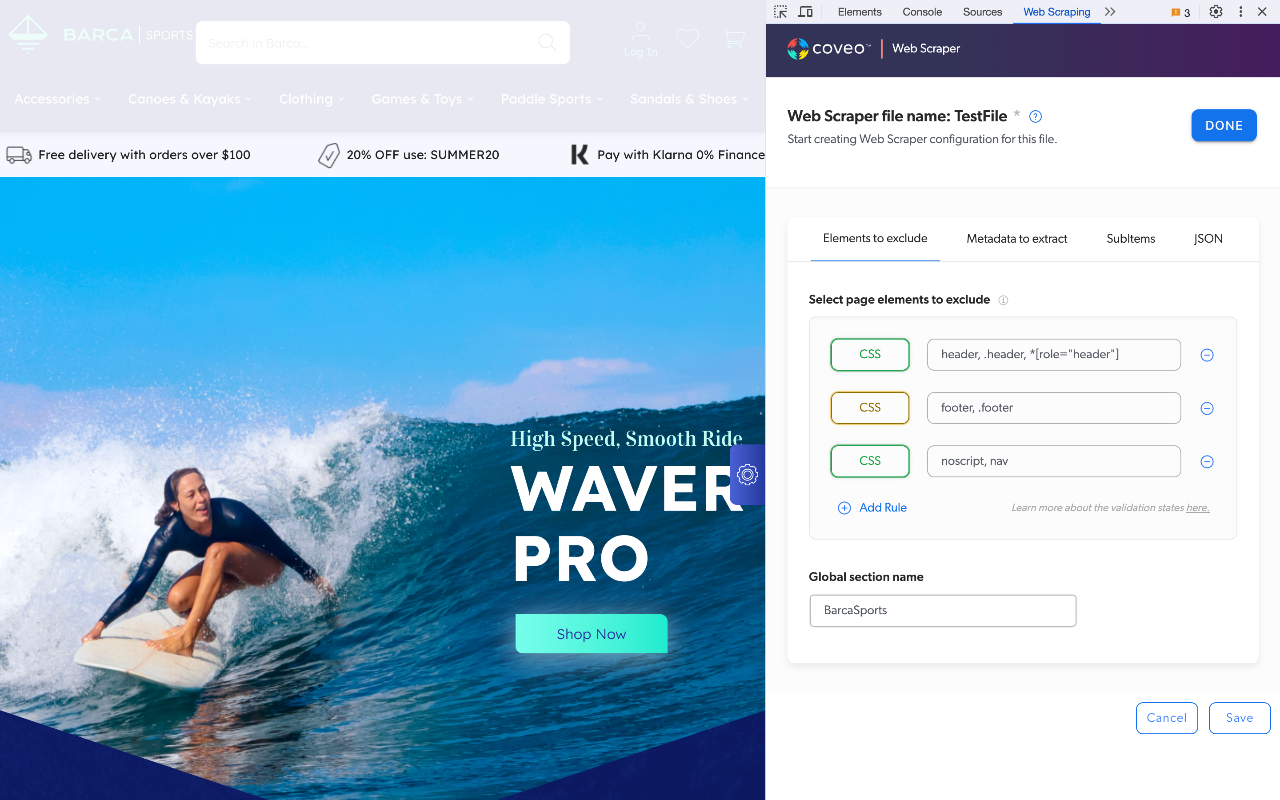 BARCA SPORTS
Search in Barca...
Log In
Accessories
Canoes & Kayaks
Clothing
Games & Toys
Paddle Sports
Sandals & Shoes
Free delivery with orders over $100
20% OFF use: SUMMER20
K Pay with Klarna 0% Finance
High Speed, Smooth Ride
WAVER
PRO
Shop Now
Elements
Console
Sources
Web Scraping
3
coveo™ Web Scraper
Web Scraper file name: TestFile * ?
Start creating Web Scraper configuration for this file.
DONE
Elements to exclude
Metadata to extract
SubItems
JSON
Select page elements to exclude
CSS header, .header, *[role="header"]
CSS footer, .footer
CSS noscript, nav
Add Rule
Learn more about the validation states here.
Global section name
BarcaSports
Cancel
Save